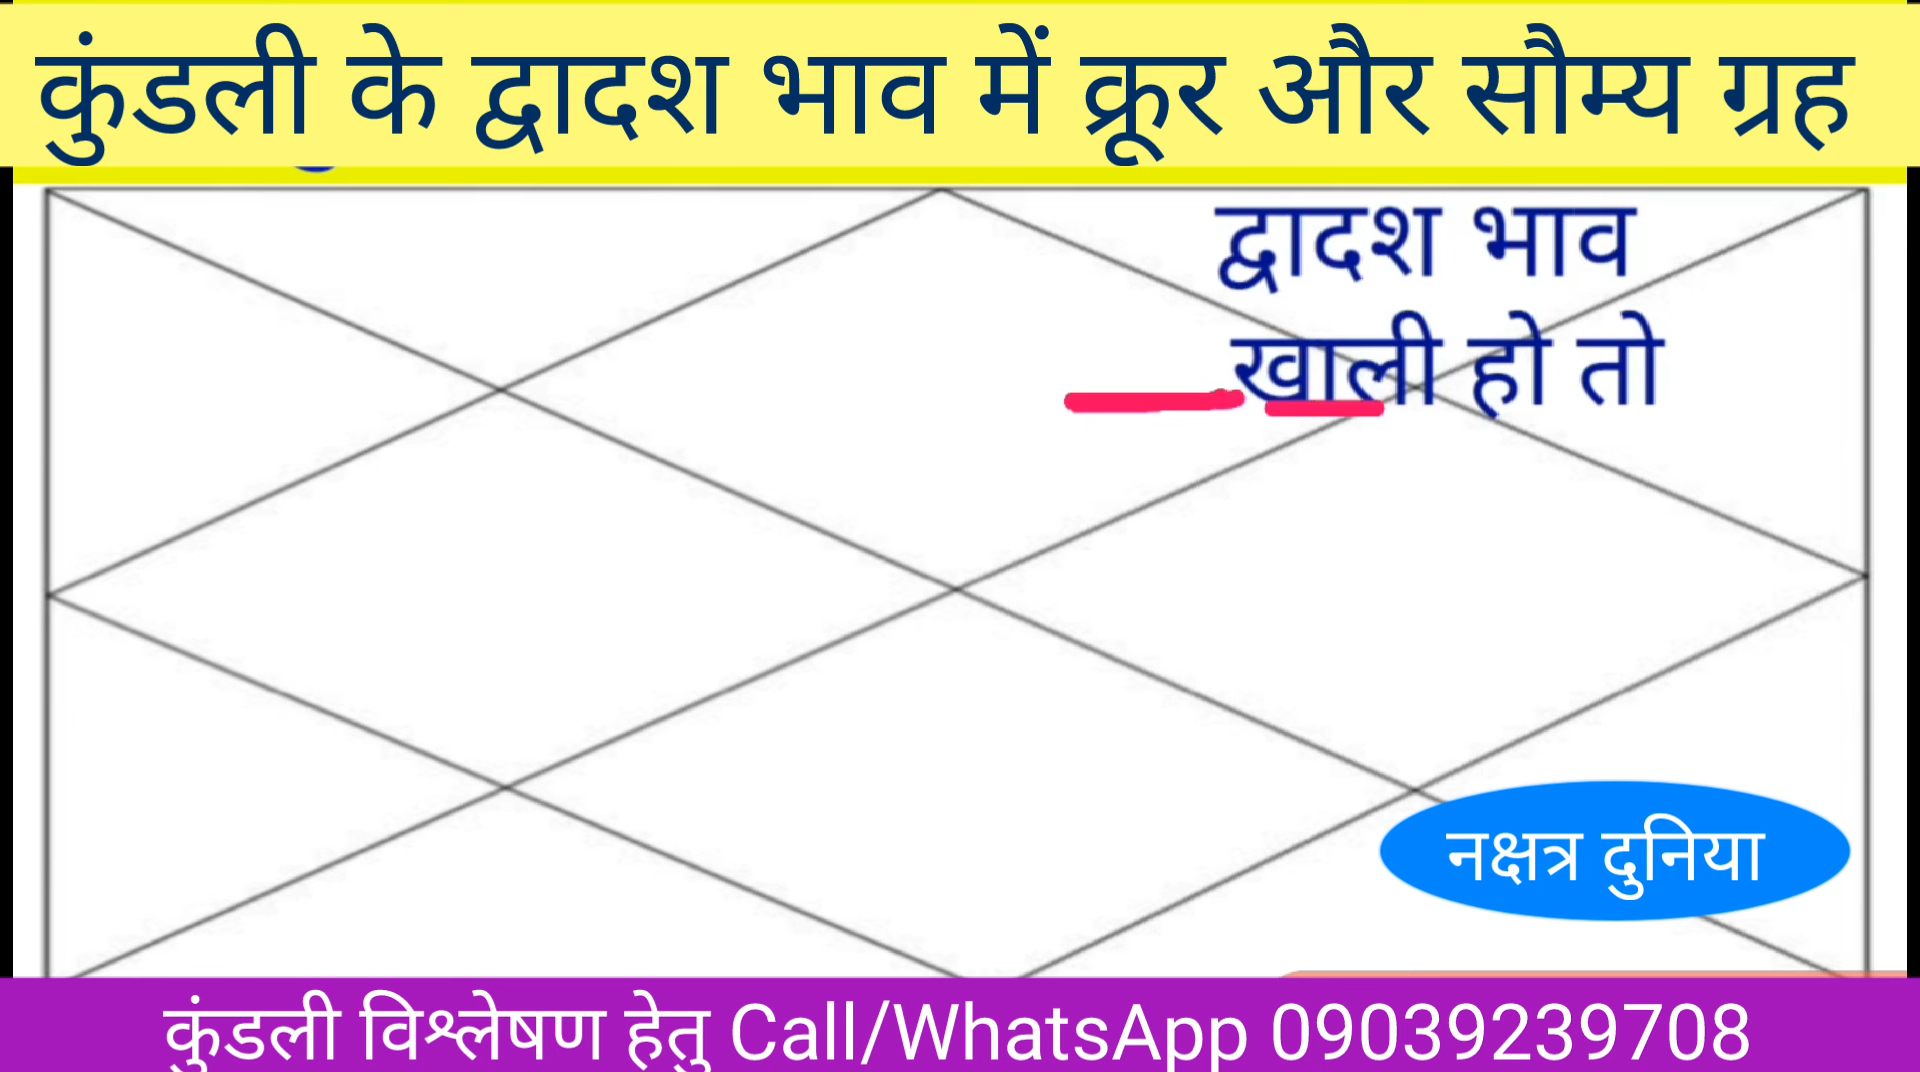 कुंडली के द्वादश भाव में क्रूर और सौम्य ग्रह
द्वादश भाव
खाली हो तो
नक्षत्र दुनिया
कुंडली विश्लेषण हेतु Call/WhatsApp 09039239708